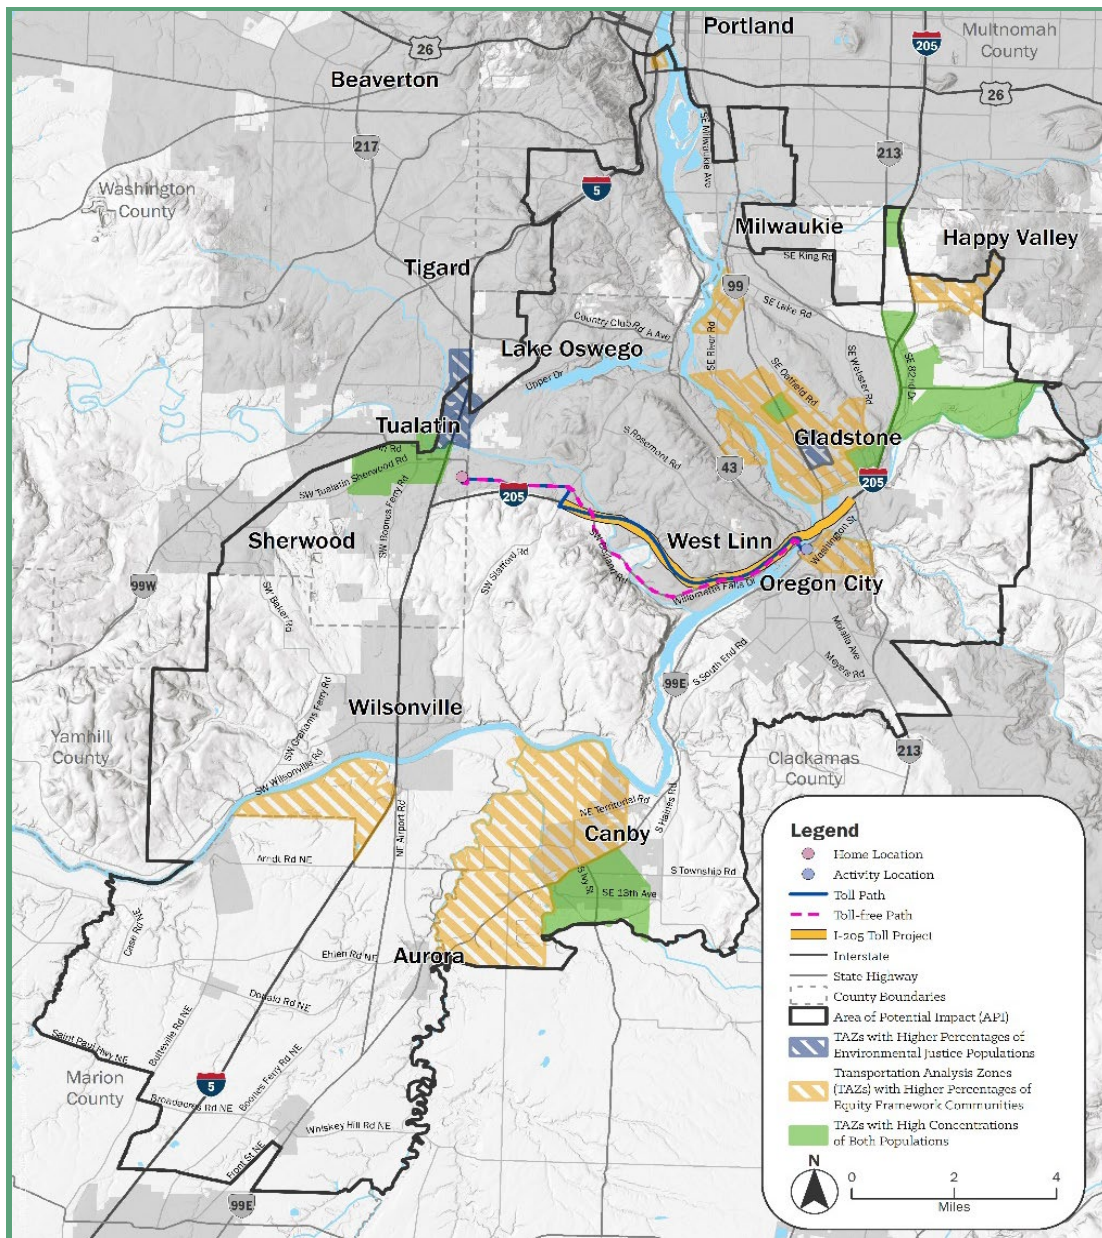 Portland
Multnomah
County
26
205
Beaverton
26
217
213
Washington
County
5
SE Milwaukie Ave
Milwaukie
Happy Valley
SE King Rd
Tigard
99
SE Lake Rd
Country Club Rd
A Ave
Lake Oswego
SE River Rd
SE Oatfield Rd
SE Webster Rd
SE 82nd Dr
Upper Dr
Tualatin
S Rosemont Rd
Gladstone
43
SW Tualatin Sherwood Rd
SW Boones Ferry Rd
205
205
Sherwood
West Linn
Washington St
SW Stafford Rd
Willamette Falls Dr
Oregon City
99W
SW Baker Rd
Molalla Ave
Meyers Rd
S South End Rd
99E
Wilsonville
SW Grahams Ferry Rd
Yamhill
County
SW Wilsonville Rd
213
Clackamas
County
NE Territorial Rd
S Haines Rd
NE Airport Rd
Canby
Arndt Rd NE
S Township Rd
S Ivy St
SE 13th Ave
Case Rd NE
Aurora
Ehlen Rd NE
Donald Rd NE
Butteville Rd NE
Saint Paul Hwy NE
Boones Ferry Rd NE
Marion
County
5
Broadacres Rd NE
Whiskey Hill Rd NE
Front St NE
99E
Legend
Home Location
Activity Location
Toll Path
Toll-free Path
I-205 Toll Project
Interstate
State Highway
County Boundaries
Area of Potential Impact (API)
TAZs with Higher Percentages of
Environmental Justice Populations
Transportation Analysis Zones
(TAZs) with Higher Percentages of
Equity Framework Communities
TAZs with High Concentrations
of Both Populations
N
0 2 4
Miles